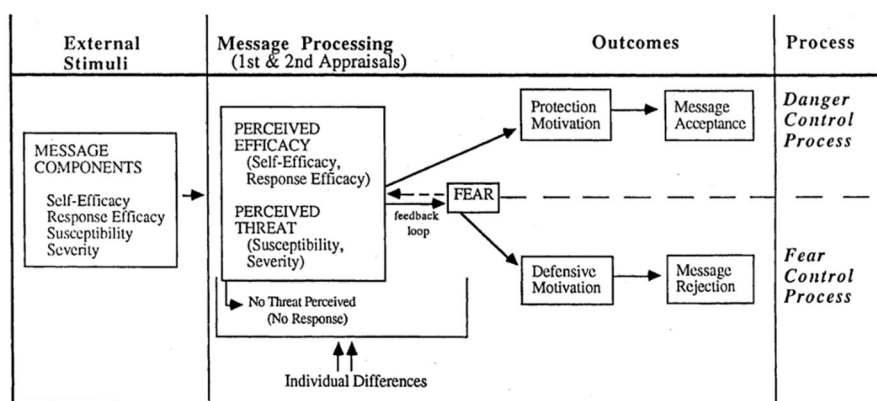 External
Stimuli
Message Processing
(1st & 2nd Appraisals)
Outcomes
Process
MESSAGE
COMPONENTS
Self-Efficacy
Response Efficacy
Susceptibility
Severity
PERCEIVED
EFFICACY
(Self-Efficacy,
Response Efficacy)
PERCEIVED
THREAT
(Susceptibility,
Severity)
No Threat Perceived
(No Response)
Individual Differences
feedback
loop
FEAR
Protection
Motivation
Message
Acceptance
Defensive
Motivation
Message
Rejection
Danger
Control
Process
Fear
Control
Process